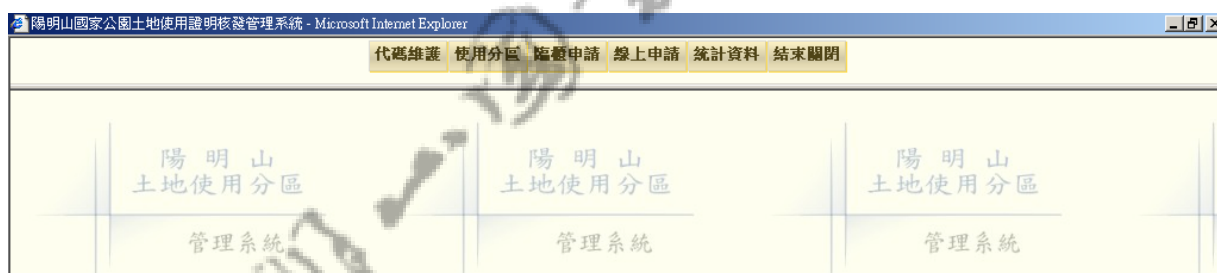 陽明山國家公園土地使用證明核發管理系統 - Microsoft Internet Explorer
代碼維護 使用分區 臨櫃申請 線上申請 統計資料 結束關閉
陽明山 陽明山 陽明山
土地使用分區 土地使用分區 土地使用分區
管理系統 管理系統 管理系統